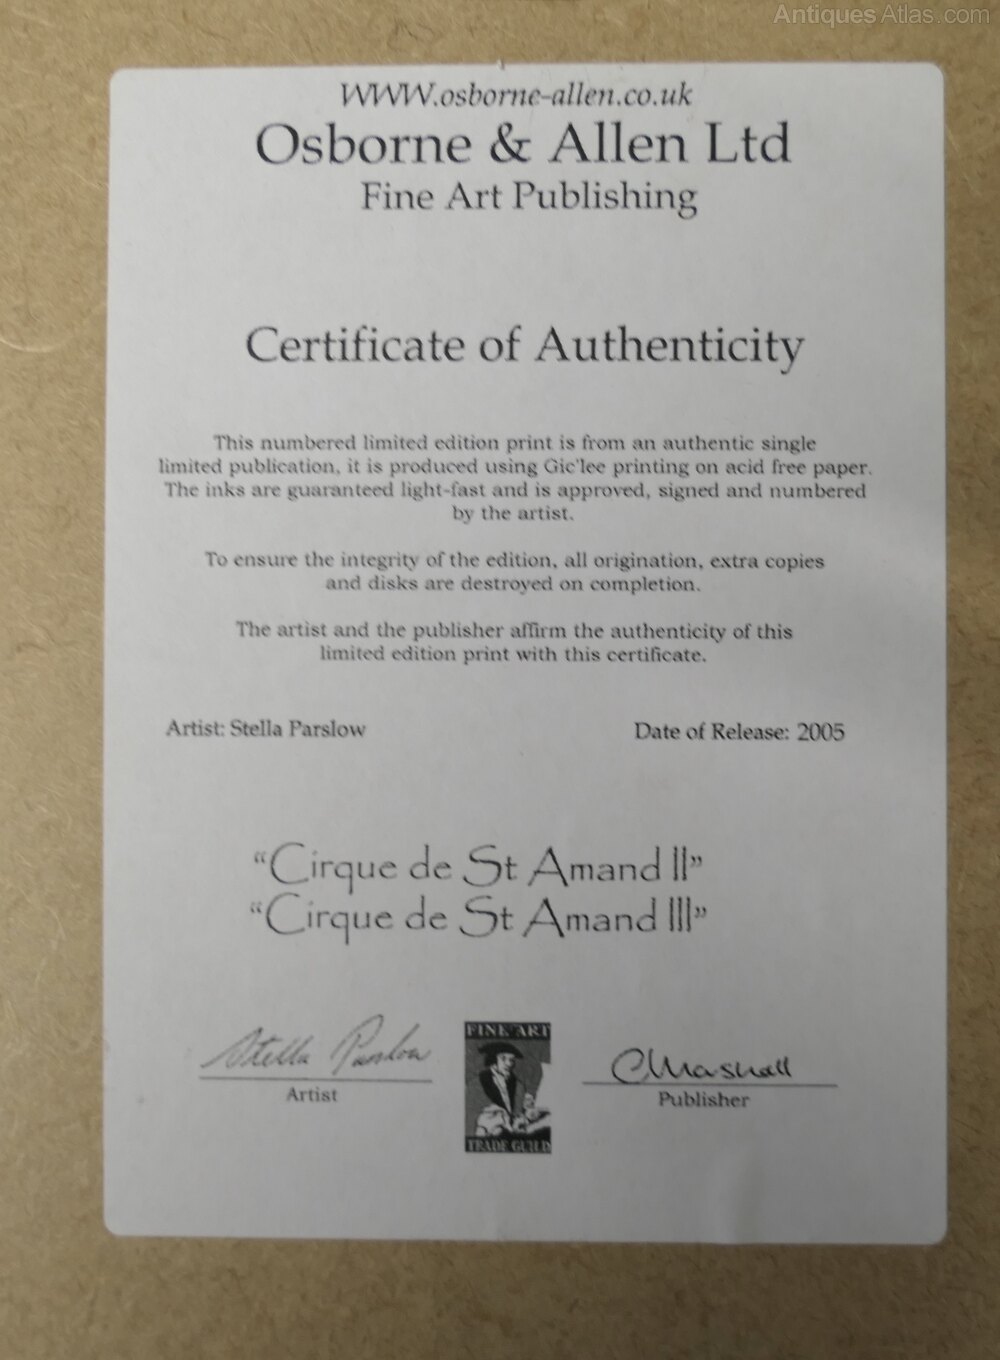 AntiquesAtlas.com
WWW.osborne-allen.co.uk
Osborne & Allen Ltd
Fine Art Publishing
Certificate of Authenticity
This numbered limited edition print is from an authentic single
limited publication, it is produced using Gic'lee printing on acid free paper.
The inks are guaranteed light-fast and is approved, signed and numbered
by the artist.
To ensure the integrity of the edition, all origination, extra copies
and disks are destroyed on completion.
The artist and the publisher affirm the authenticity of this
limited edition print with this certificate.
Artist: Stella Parslow
Date of Release: 2005
“Cirque de St Amand II”
“Cirque de St Amand III”
Stella Parslow
Artist
FINE ART
TRADE GUILD
CMarshall
Publisher